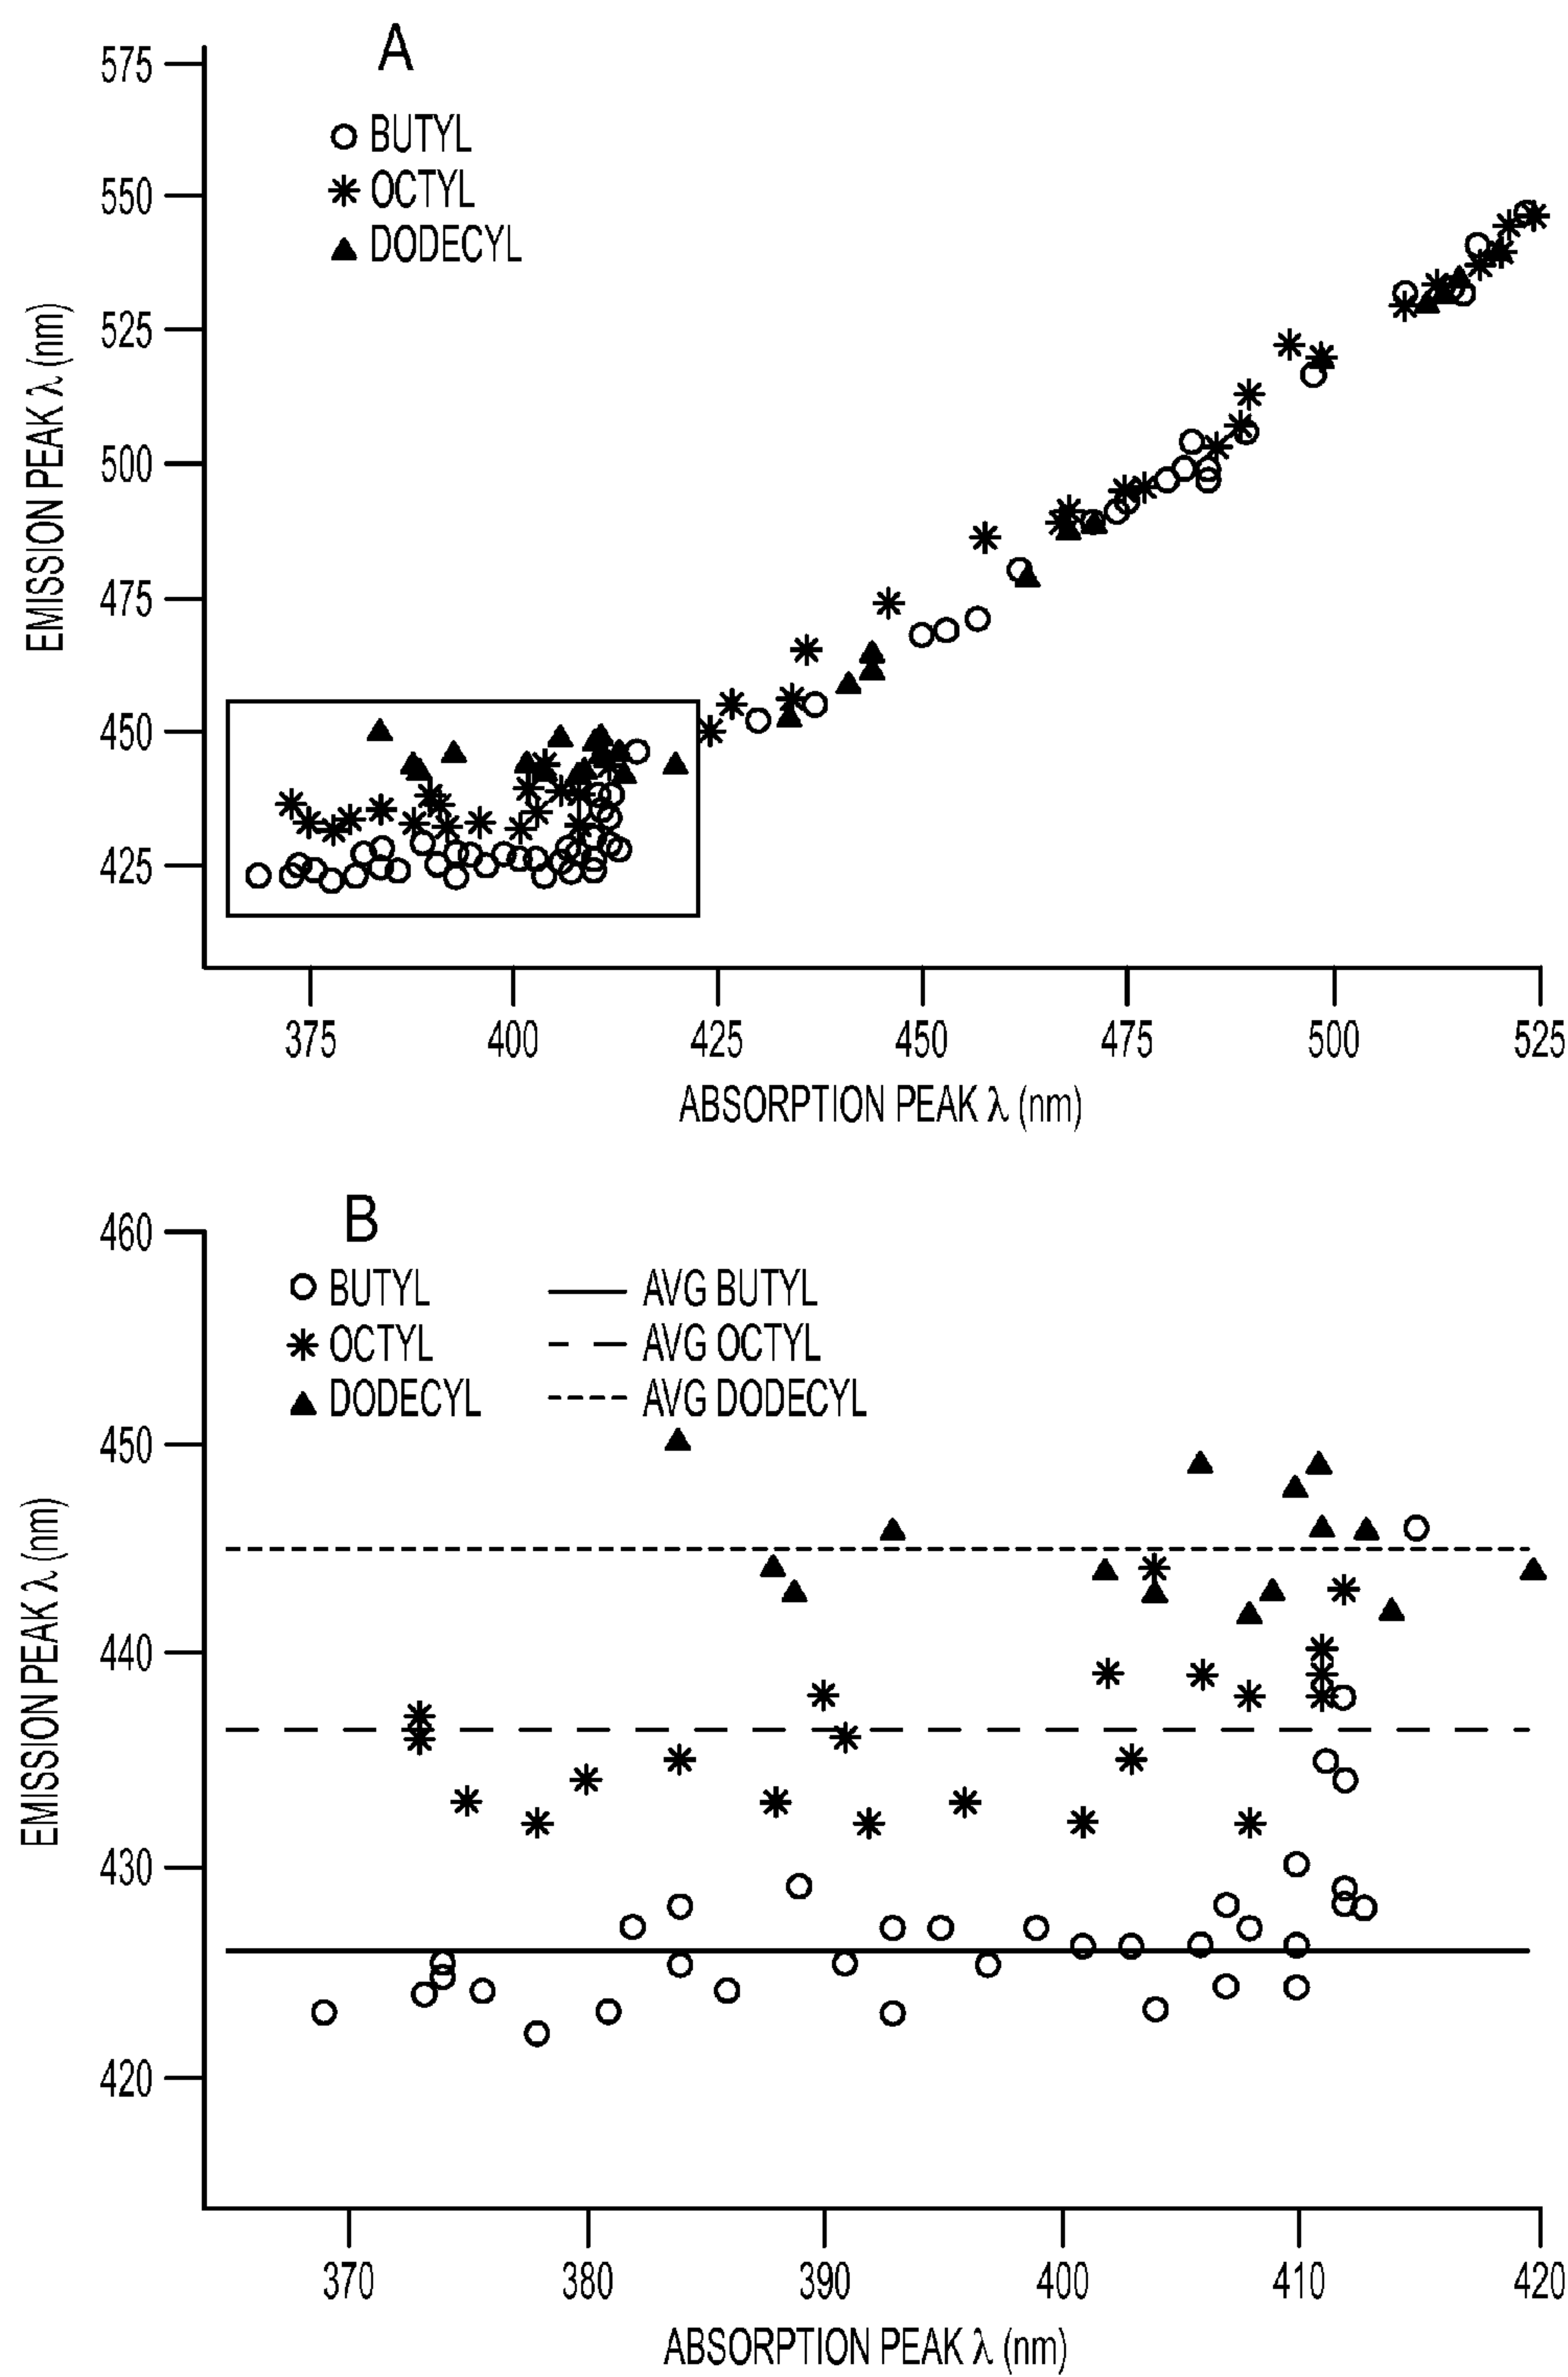 A
575
550
525
500
475
450
425
EMISSION PEAK λ (nm)
BUTYL
OCTYL
DODECYL
375 400 425 450 475 500 525
ABSORPTION PEAK λ (nm)
B
460
450
440
430
420
EMISSION PEAK λ (nm)
BUTYL AVG BUTYL
OCTYL AVG OCTYL
DODECYL AVG DODECYL
370 380 390 400 410 420
ABSORPTION PEAK λ (nm)